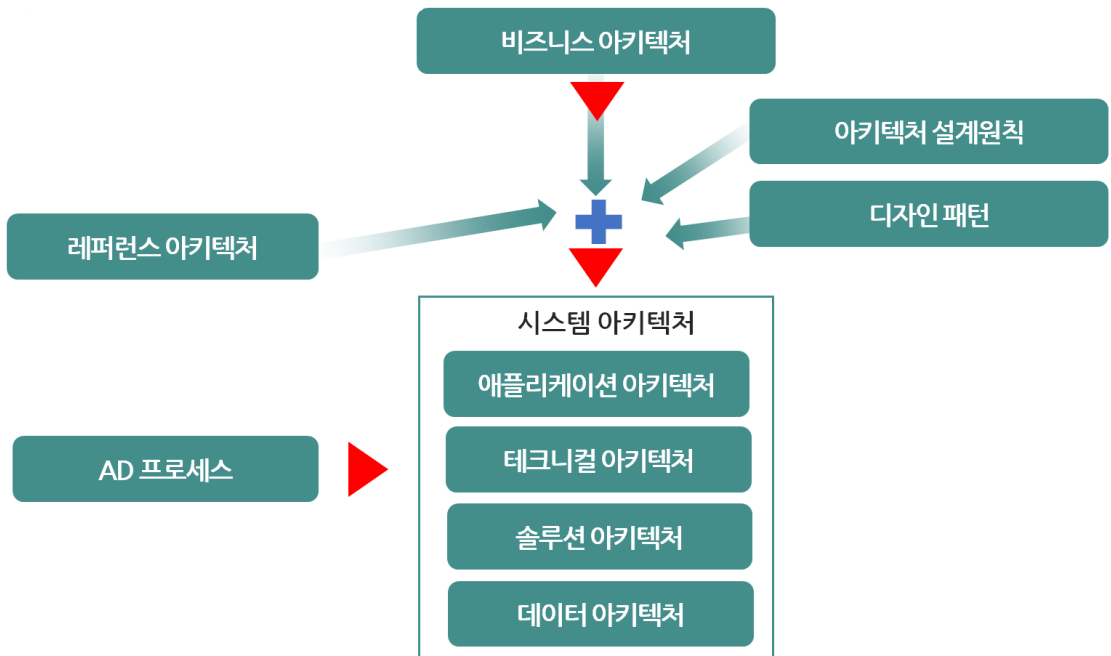 비즈니스 아키텍처
아키텍처 설계원칙
디자인 패턴
레퍼런스 아키텍처
시스템 아키텍처
애플리케이션 아키텍처
AD 프로세스
테크니컬 아키텍처
솔루션 아키텍처
데이터 아키텍처